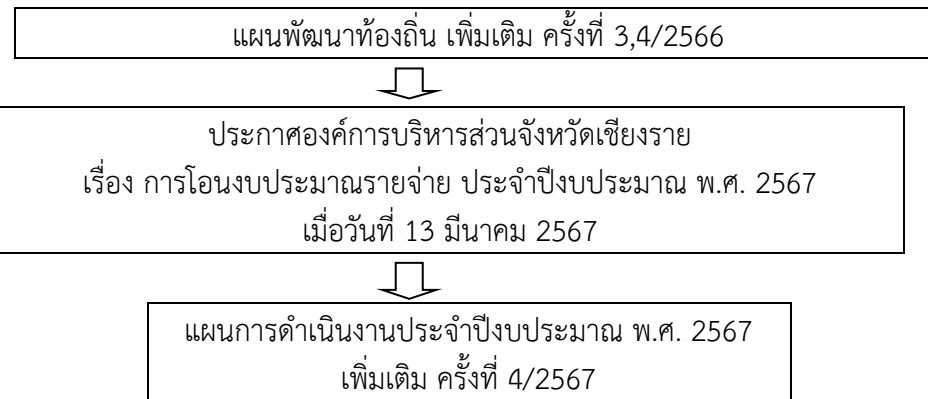 แผนพัฒนาท้องถิ่น เพิ่มเติม ครั้งที่ 3,4/2566
ประกาศองค์การบริหารส่วนจังหวัดเชียงราย
เรื่อง การโอนงบประมาณรายจ่าย ประจำปีงบประมาณ พ.ศ. 2567
เมื่อวันที่ 13 มีนาคม 2567
แผนการดำเนินงานประจำปีงบประมาณ พ.ศ. 2567
เพิ่มเติม ครั้งที่ 4/2567